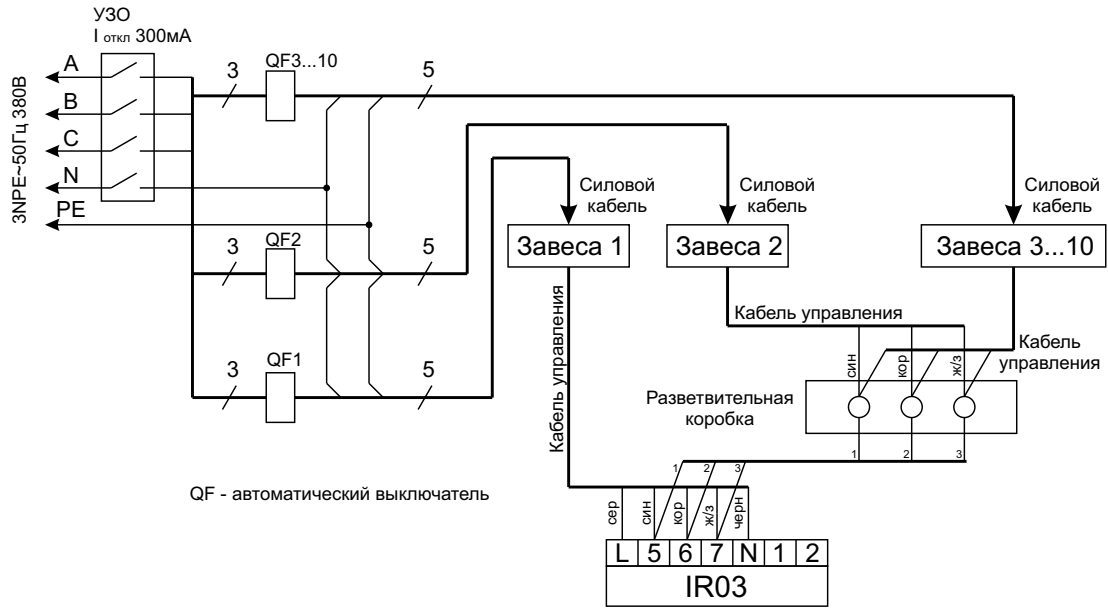 УЗО
I откл 300мА
3NPE~50Гц 380В
A
B
C
N
PE
3
QF3...10
5
3
QF2
5
3
QF1
5
Силовой
кабель
Силовой
кабель
Силовой
кабель
Завеса 1
Завеса 2
Завеса 3...10
Кабель управления
Кабель управления
Кабель
управления
син
кор
ж/з
Разветвительная
коробка
1
2
3
1
2
3
QF - автоматический выключатель
сер
син
кор
ж/з
черн
L 5 6 7 N 1 2
IR03